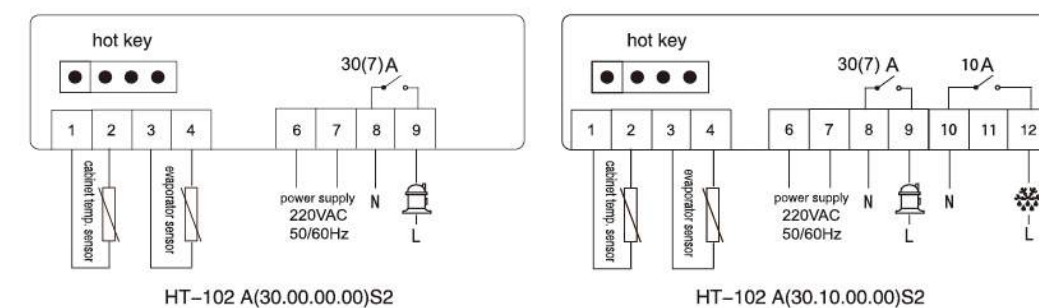 hot key
30(7)A
1 2 3 4 6 7 8 9
cabinet temp. sensor
evaporator sensor
power supply
220VAC
50/60Hz
N
L
HT-102 A(30.00.00.00)S2
hot key
30(7) A
10A
1 2 3 4 6 7 8 9 10 11 12
cabinet temp. sensor
evaporator sensor
power supply
220VAC
50/60Hz
N
L
N
L
HT-102 A(30.10.00.00)S2